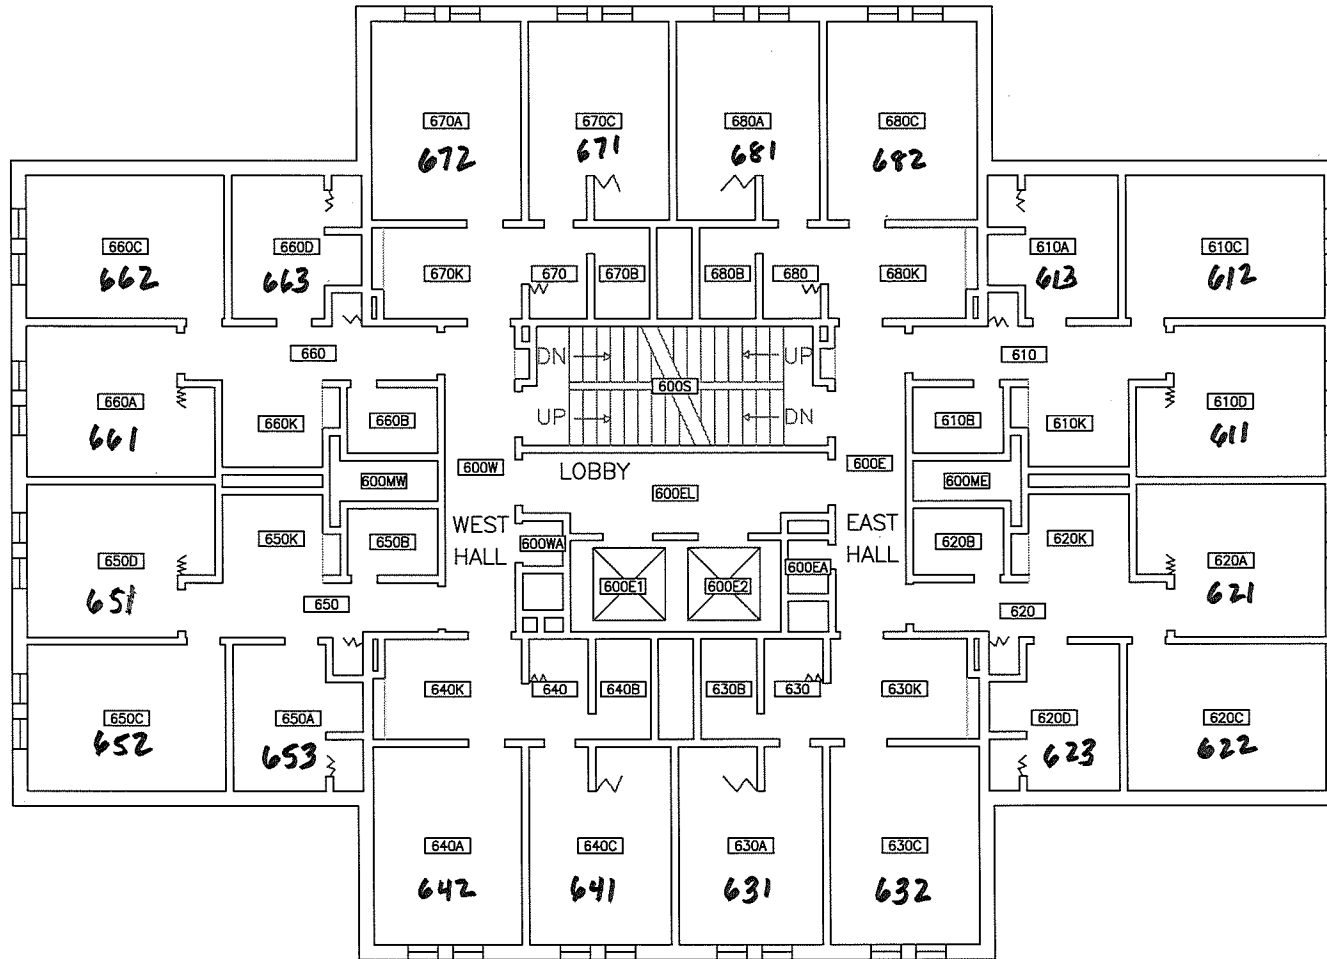 670A 670C 680A 680C
672 671 681 682
660C 660D 670K 670 670B 680B 680 680K 610A 610C
662 663 613 612
660 DN UP 610
600S
660A 660K 660B UP DN 610B 610K 610D
661 611
600W LOBBY 600E
600MW 600EL 600ME
WEST EAST
650K 650B HALL 600WA HALL 620B 620K
650D 600E1 600E2 600EA 620A
651 621
650 620
640K 640 640B 630B 630 630K
650C 650A 620D 620C
652 653 623 622
640A 640C 630A 630C
642 641 631 632